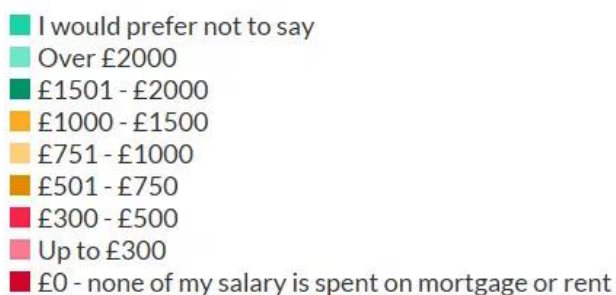 I would prefer not to say
Over £2000
£1501 - £2000
£1000 - £1500
£751 - £1000
£501 - £750
£300 - £500
Up to £300
£0 - none of my salary is spent on mortgage or rent